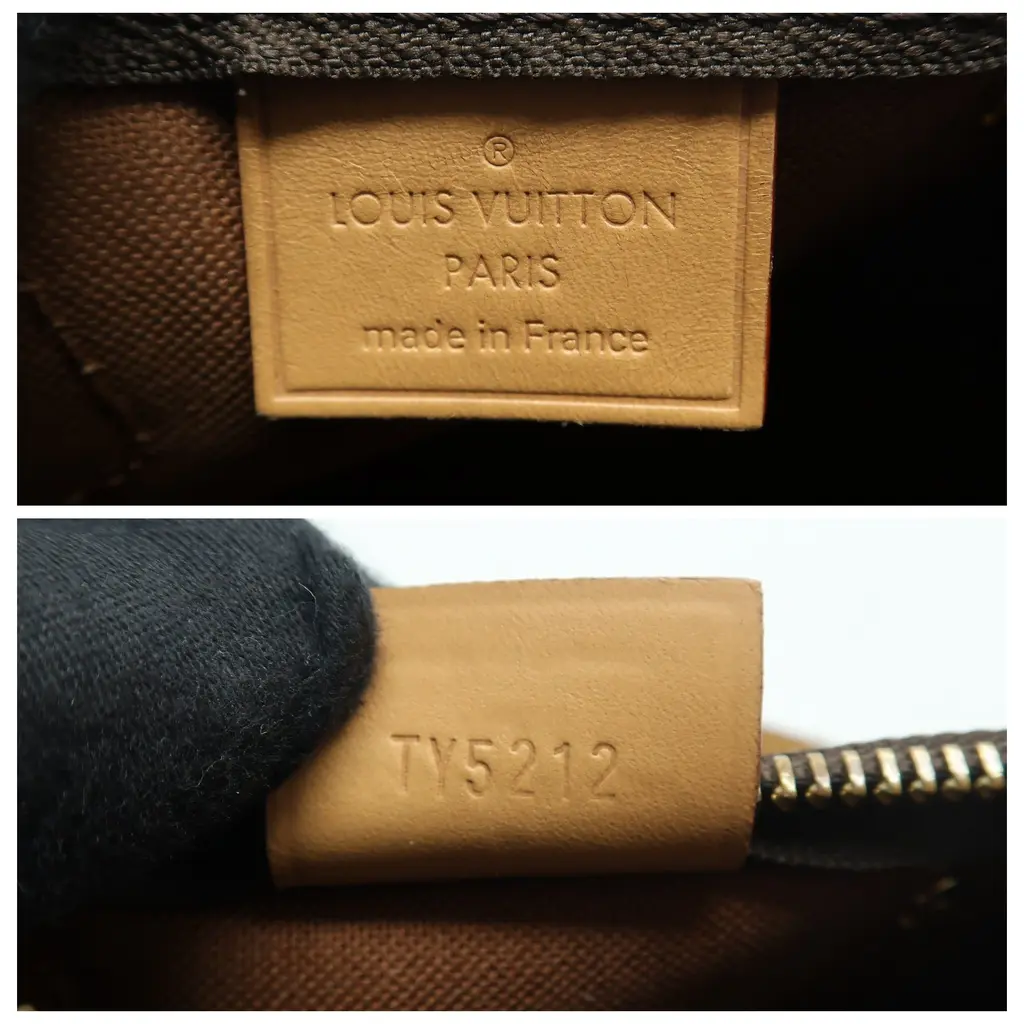 ®
LOUIS VUITTON
PARIS
made in France
TY5212